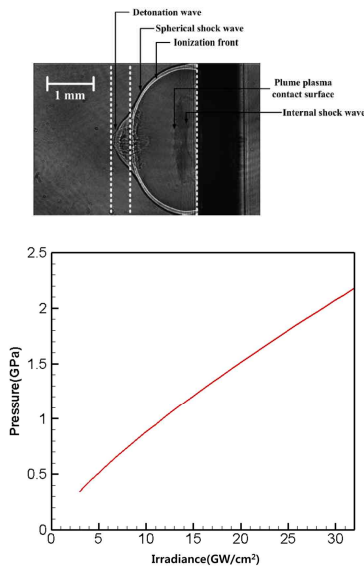 Detonation wave
Spherical shock wave
Ionization front
1 mm
Plume plasma
contact surface
Internal shock wave
2.5
2
1.5
1
0.5
0
0 5 10 15 20 25 30
Pressure(GPa)
Irradiance(GW/cm²)